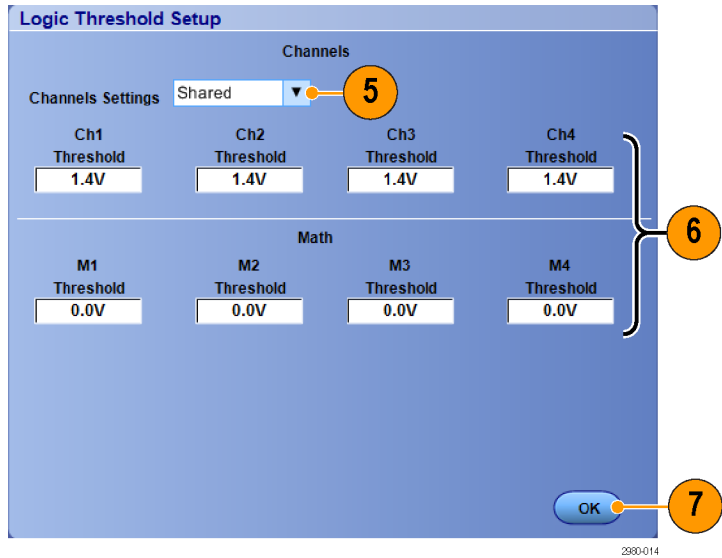 Logic Threshold Setup
Channels
Channels Settings Shared ▼ 5
Ch1 Ch2 Ch3 Ch4
Threshold Threshold Threshold Threshold
1.4V 1.4V 1.4V 1.4V
6
Math
M1 M2 M3 M4
Threshold Threshold Threshold Threshold
0.0V 0.0V 0.0V 0.0V
OK 7
2980-014